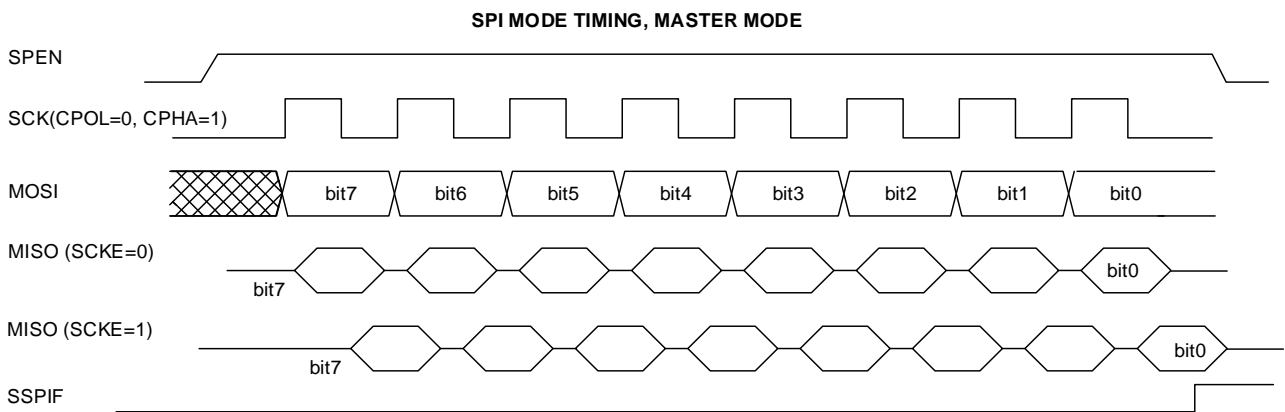 SPI MODE TIMING, MASTER MODE
SPEN
SCK(CPOL=0, CPHA=1)
MOSI
bit7 bit6 bit5 bit4 bit3 bit2 bit1 bit0
MISO (SCKE=0)
bit7 bit0
MISO (SCKE=1)
bit7 bit0
SSPIF